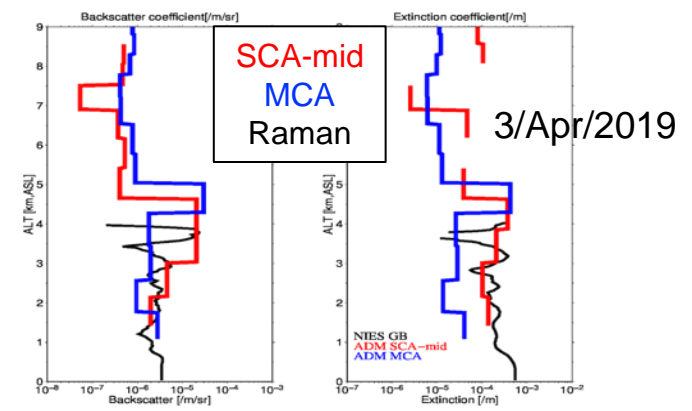 Backscatter coefficient[/m/sr]
Extinction coefficient[/m]
SCA-mid
MCA
Raman
3/Apr/2019
ALT [km,ASL]
9
8
7
6
5
4
3
2
1
0
10−8 10−7 10−6 10−5 10−4 10−3
Backscatter [/m/sr]
ALT [km,ASL]
9
8
7
6
5
4
3
2
1
0
NIES GB
ADM SCA−mid
ADM MCA
10−7 10−6 10−5 10−4 10−3 10−2
Extinction [/m]